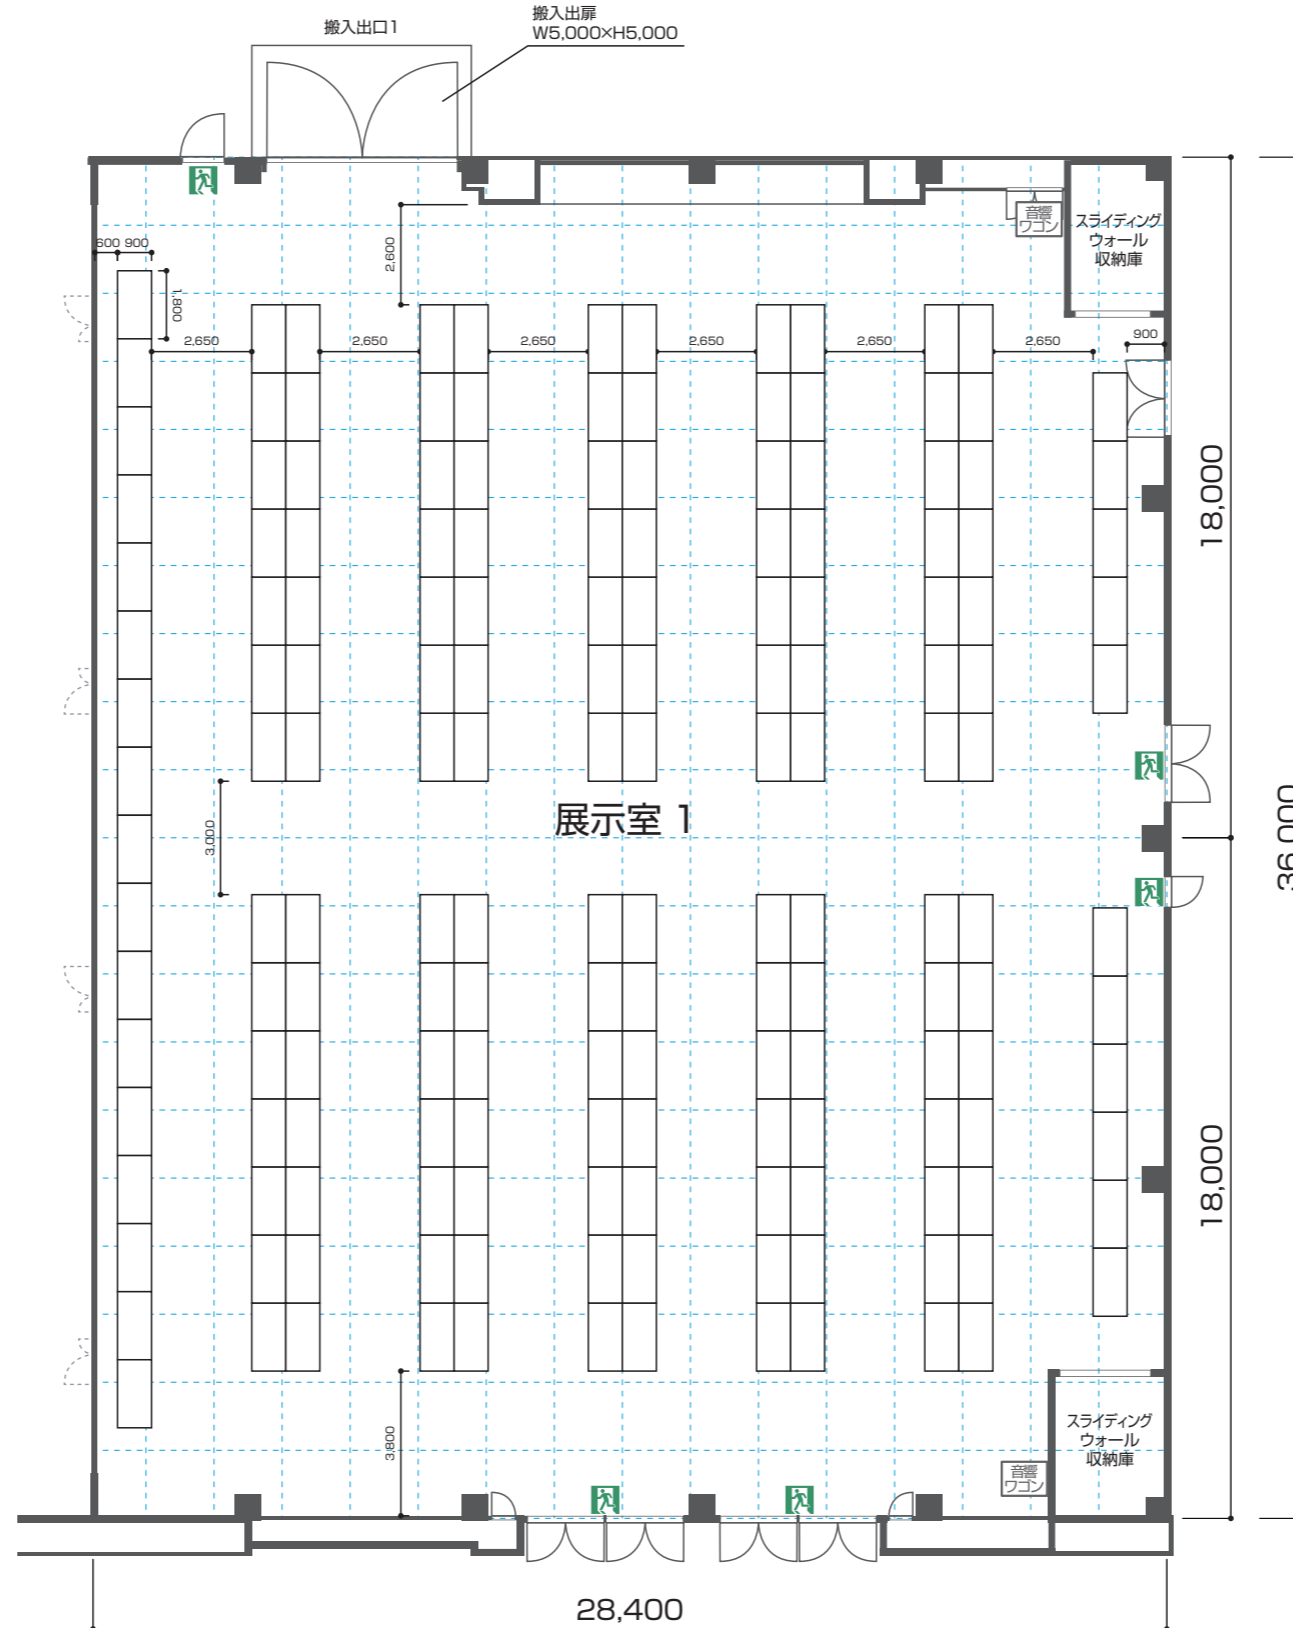 搬入出口1
搬入出扉
W5,000×H5,000
音響
ワゴン
スライディング
ウォール
収納庫
600
900
2,600
1,800
2,650
2,650
2,650
2,650
2,650
2,650
900
18,000
展示室 1
3,000
36,000
18,000
3,800
スライディング
ウォール
収納庫
音響
ワゴン
28,400